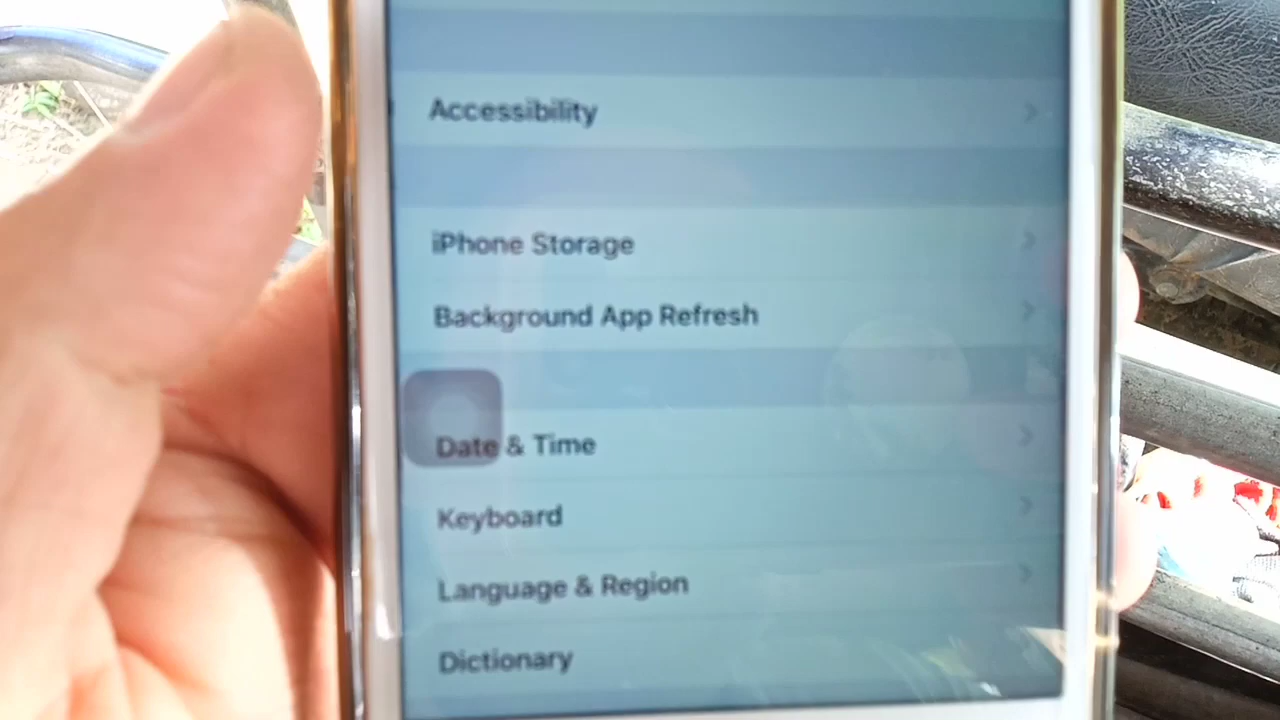 Accessibility
iPhone Storage
Background App Refresh
Date & Time
Keyboard
Language & Region
Dictionary